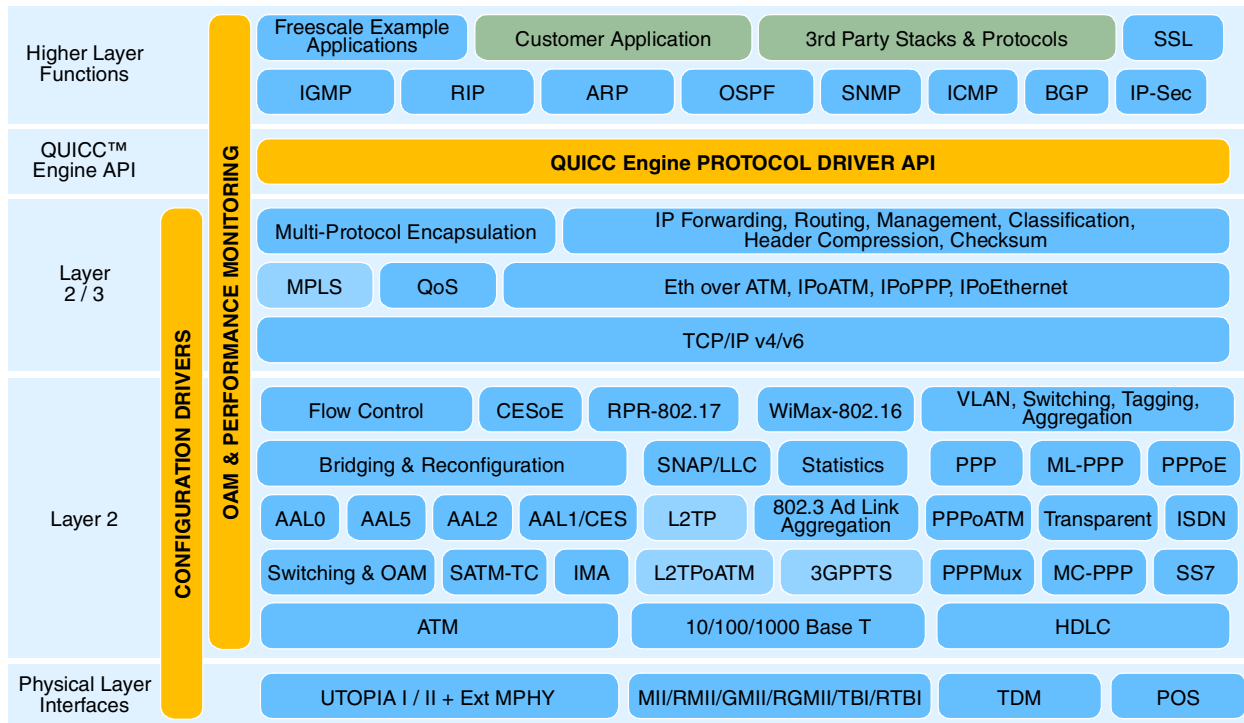 Higher Layer
Functions
Freescale Example
Applications
Customer Application
3rd Party Stacks & Protocols
SSL
IGMP
RIP
ARP
OSPF
SNMP
ICMP
BGP
IP-Sec
QUICC™
Engine API
QUICC Engine PROTOCOL DRIVER API
OAM & PERFORMANCE MONITORING
CONFIGURATION DRIVERS
Layer
2 / 3
Multi-Protocol Encapsulation
IP Forwarding, Routing, Management, Classification,
Header Compression, Checksum
MPLS
QoS
Eth over ATM, IPoATM, IPoPPP, IPoEthernet
TCP/IP v4/v6
Layer 2
Flow Control
CESoE
RPR-802.17
WiMax-802.16
VLAN, Switching, Tagging,
Aggregation
Bridging & Reconfiguration
SNAP/LLC
Statistics
PPP
ML-PPP
PPPoE
AAL0
AAL5
AAL2
AAL1/CES
L2TP
802.3 Ad Link
Aggregation
PPPoATM
Transparent
ISDN
Switching & OAM
SATM-TC
IMA
L2TPoATM
3GPPTS
PPPMux
MC-PPP
SS7
ATM
10/100/1000 Base T
HDLC
Physical Layer
Interfaces
UTOPIA I / II + Ext MPHY
MII/RMII/GMII/RGMII/TBI/RTBI
TDM
POS